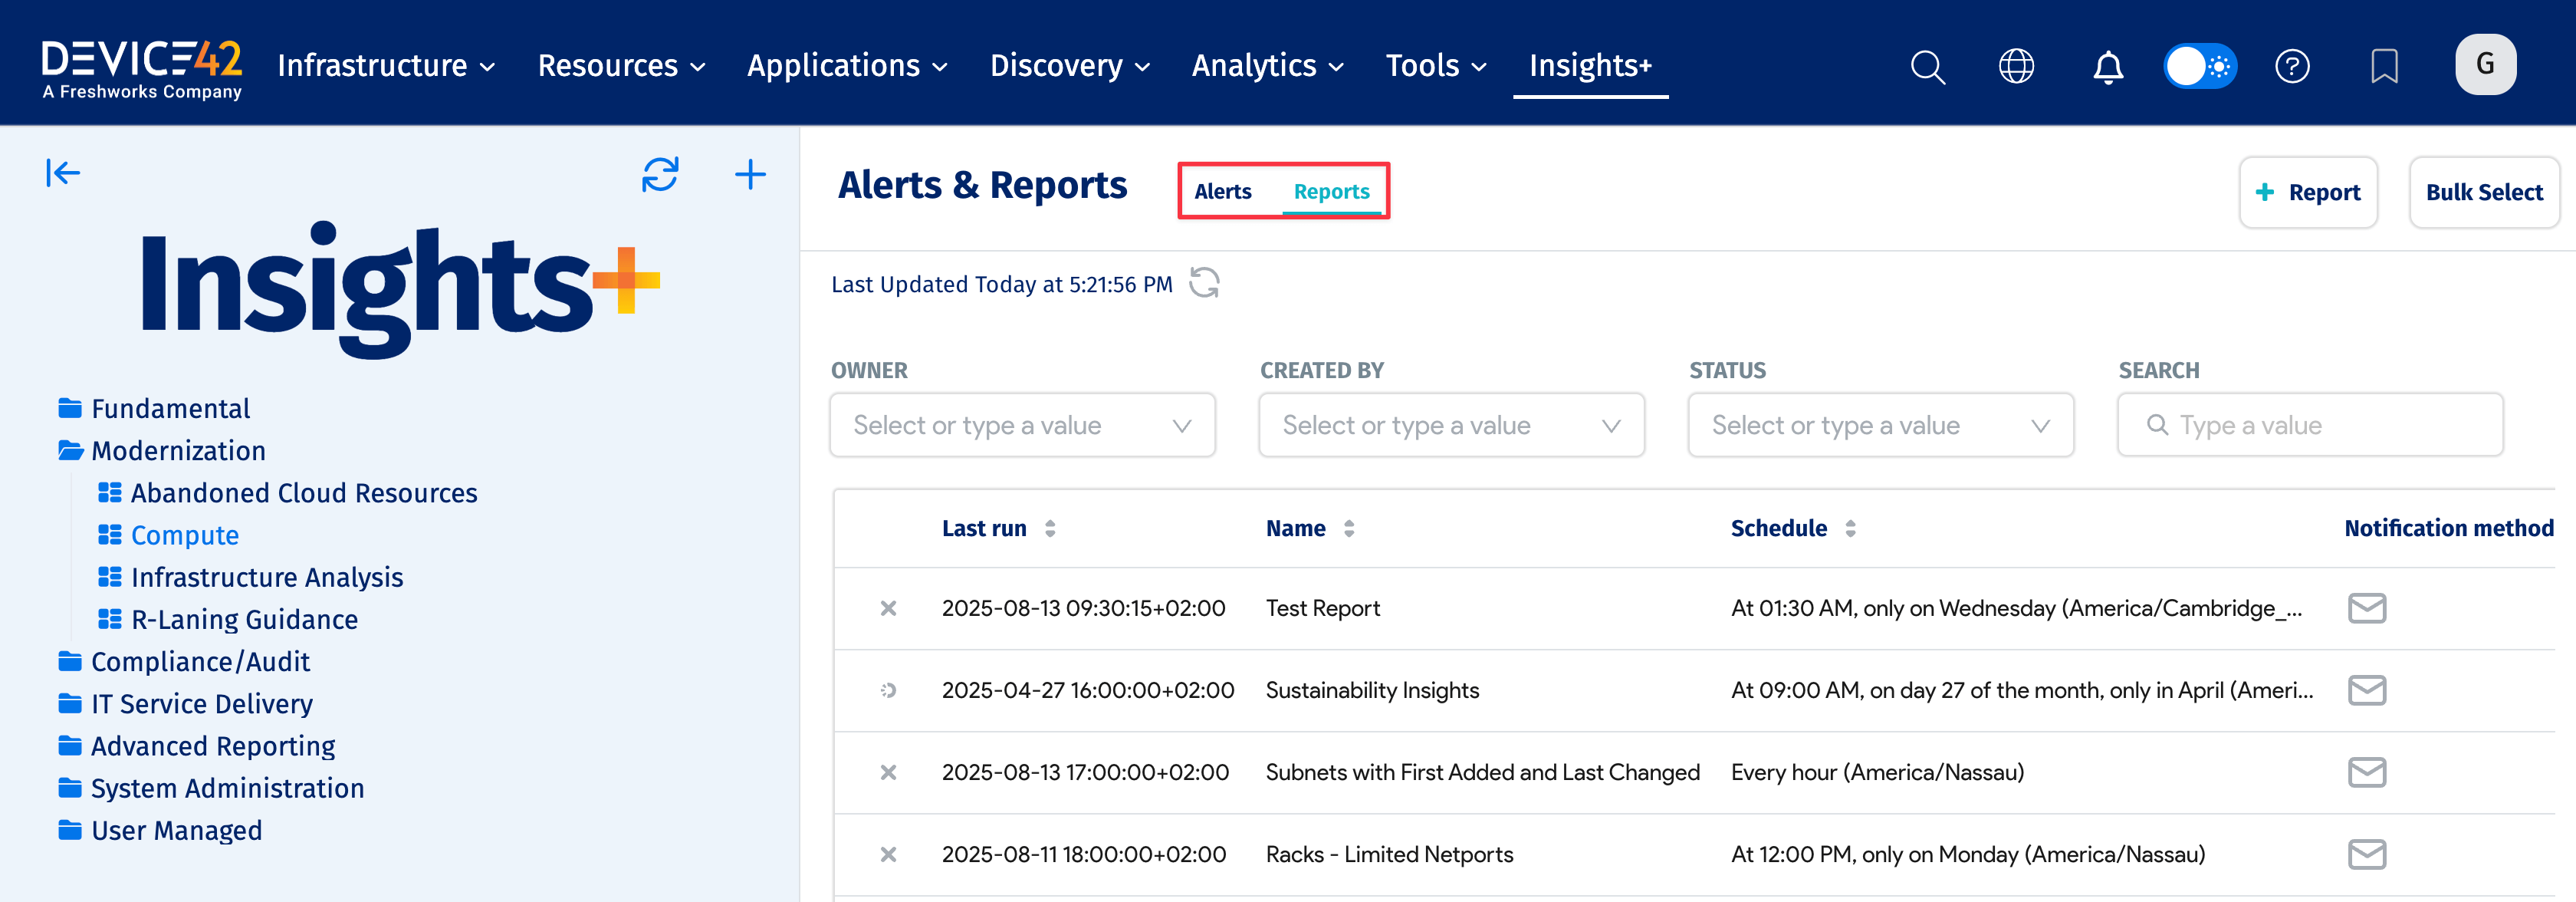 DEVICE42
A Freshworks Company
Infrastructure Resources Applications Discovery Analytics Tools Insights+
G
Insights+
Fundamental
Modernization
Abandoned Cloud Resources
Compute
Infrastructure Analysis
R-Laning Guidance
Compliance/Audit
IT Service Delivery
Advanced Reporting
System Administration
User Managed
Alerts & Reports Alerts Reports + Report Bulk Select
Last Updated Today at 5:21:56 PM
OWNER CREATED BY STATUS SEARCH
Select or type a value Select or type a value Select or type a value Type a value
Last run Name Schedule Notification method
2025-08-13 09:30:15+02:00 Test Report At 01:30 AM, only on Wednesday (America/Cambridge_...
2025-04-27 16:00:00+02:00 Sustainability Insights At 09:00 AM, on day 27 of the month, only in April (Ameri...
2025-08-13 17:00:00+02:00 Subnets with First Added and Last Changed Every hour (America/Nassau)
2025-08-11 18:00:00+02:00 Racks - Limited Netports At 12:00 PM, only on Monday (America/Nassau)